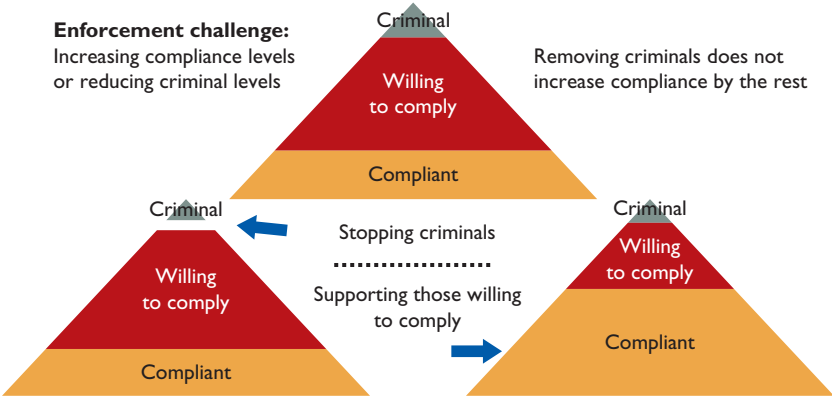 Enforcement challenge:
Increasing compliance levels
or reducing criminal levels
Criminal
Willing
to comply
Compliant
Removing criminals does not
increase compliance by the rest
Criminal
Willing
to comply
Compliant
Stopping criminals
Supporting those willing
to comply
Criminal
Willing
to comply
Compliant